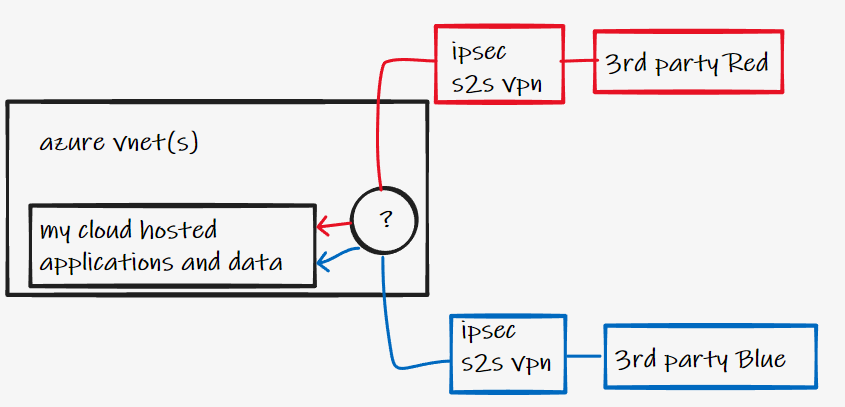 ipsec
s2s vpn
3rd party Red
azure vnet(s)
?
my cloud hosted
applications and data
ipsec
s2s vpn
3rd party Blue